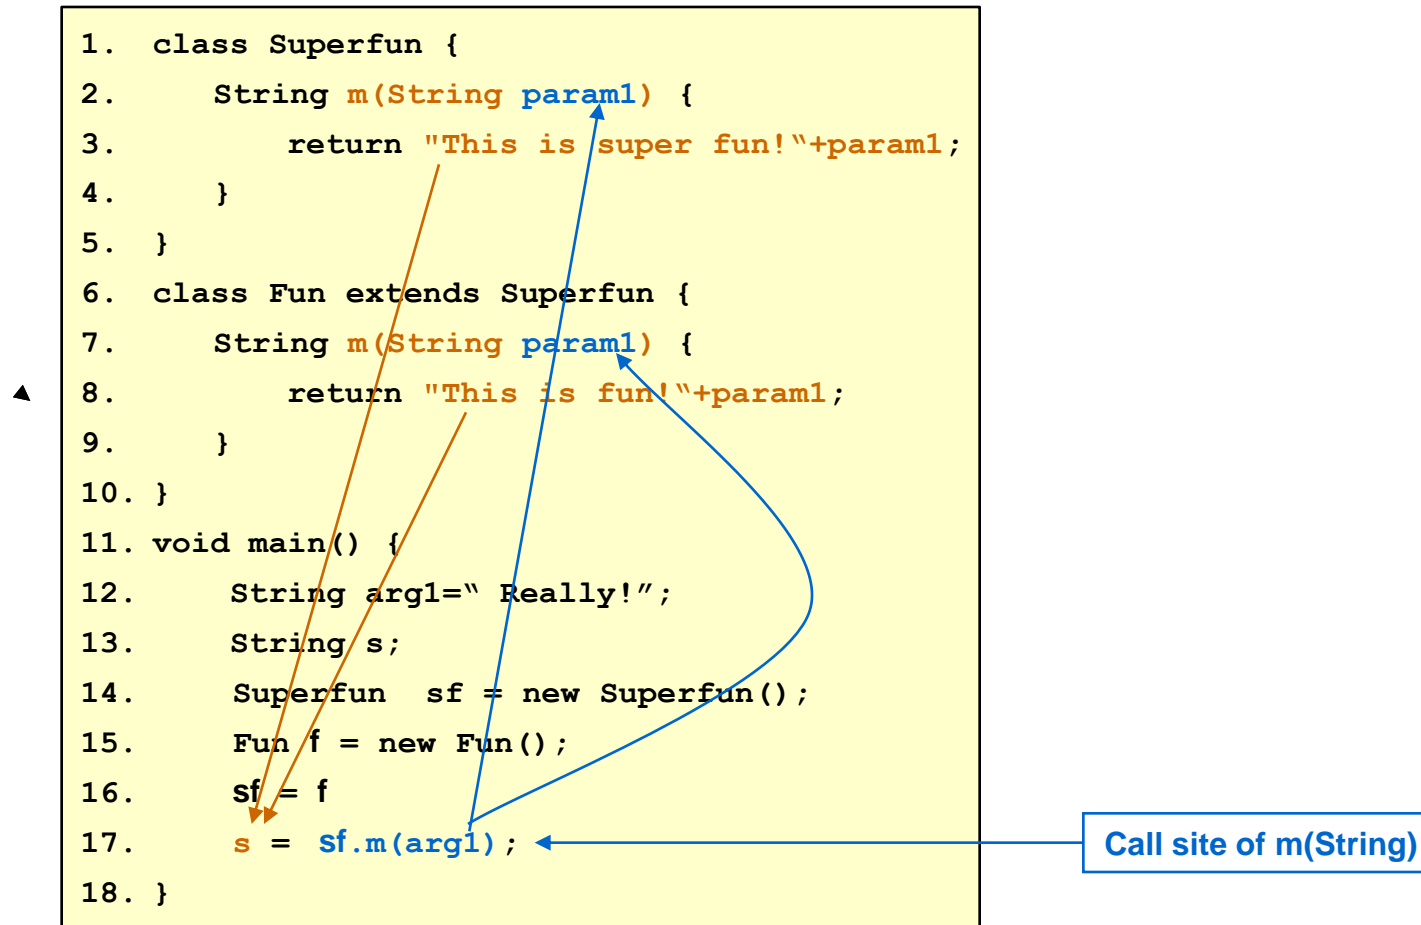 1. class Superfun {
2. String m(String param1) {
3. return "This is super fun!‟+param1;
4. }
5. }
6. class Fun extends Superfun {
7. String m(String param1) {
8. return "This is fun!‟+param1;
9. }
10. }
11. void main() {
12. String arg1=‟ Really!”;
13. String s;
14. Superfun sf = new Superfun();
15. Fun f = new Fun();
16. sf = f
17. s = sf.m(arg1);
Call site of m(String)
18. }